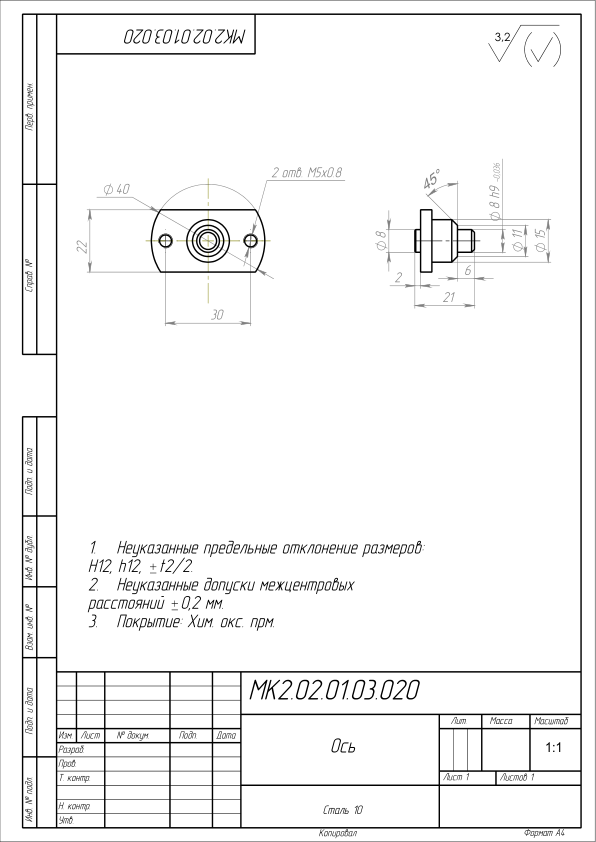 МК2.02.01.03.020
3,2
Перв. примен.
Справ. №
Подп. и дата
Инв. № дубл.
Взам. инв. №
Подп. и дата
Инв. № подл.
∅ 40
2 отв. М5х0.8
22
30
45°
∅ 8 h9 -0,036
∅ 8
∅ 11
∅ 15
2
6
21
1. Неуказанные предельные отклонение размеров:
Н12, h12, ± t2/2.
2. Неуказанные допуски межцентровых
расстояний ± 0,2 мм.
3. Покрытие: Хим. окс. прм.
МК2.02.01.03.020
Изм. Лист № докум. Подп. Дата
Разраб.
Пров.
Т. контр.
Н. контр.
Утв.
Ось
Лит. Масса Масштаб
1:1
Лист 1 Листов 1
Сталь 10
Копировал Формат А4